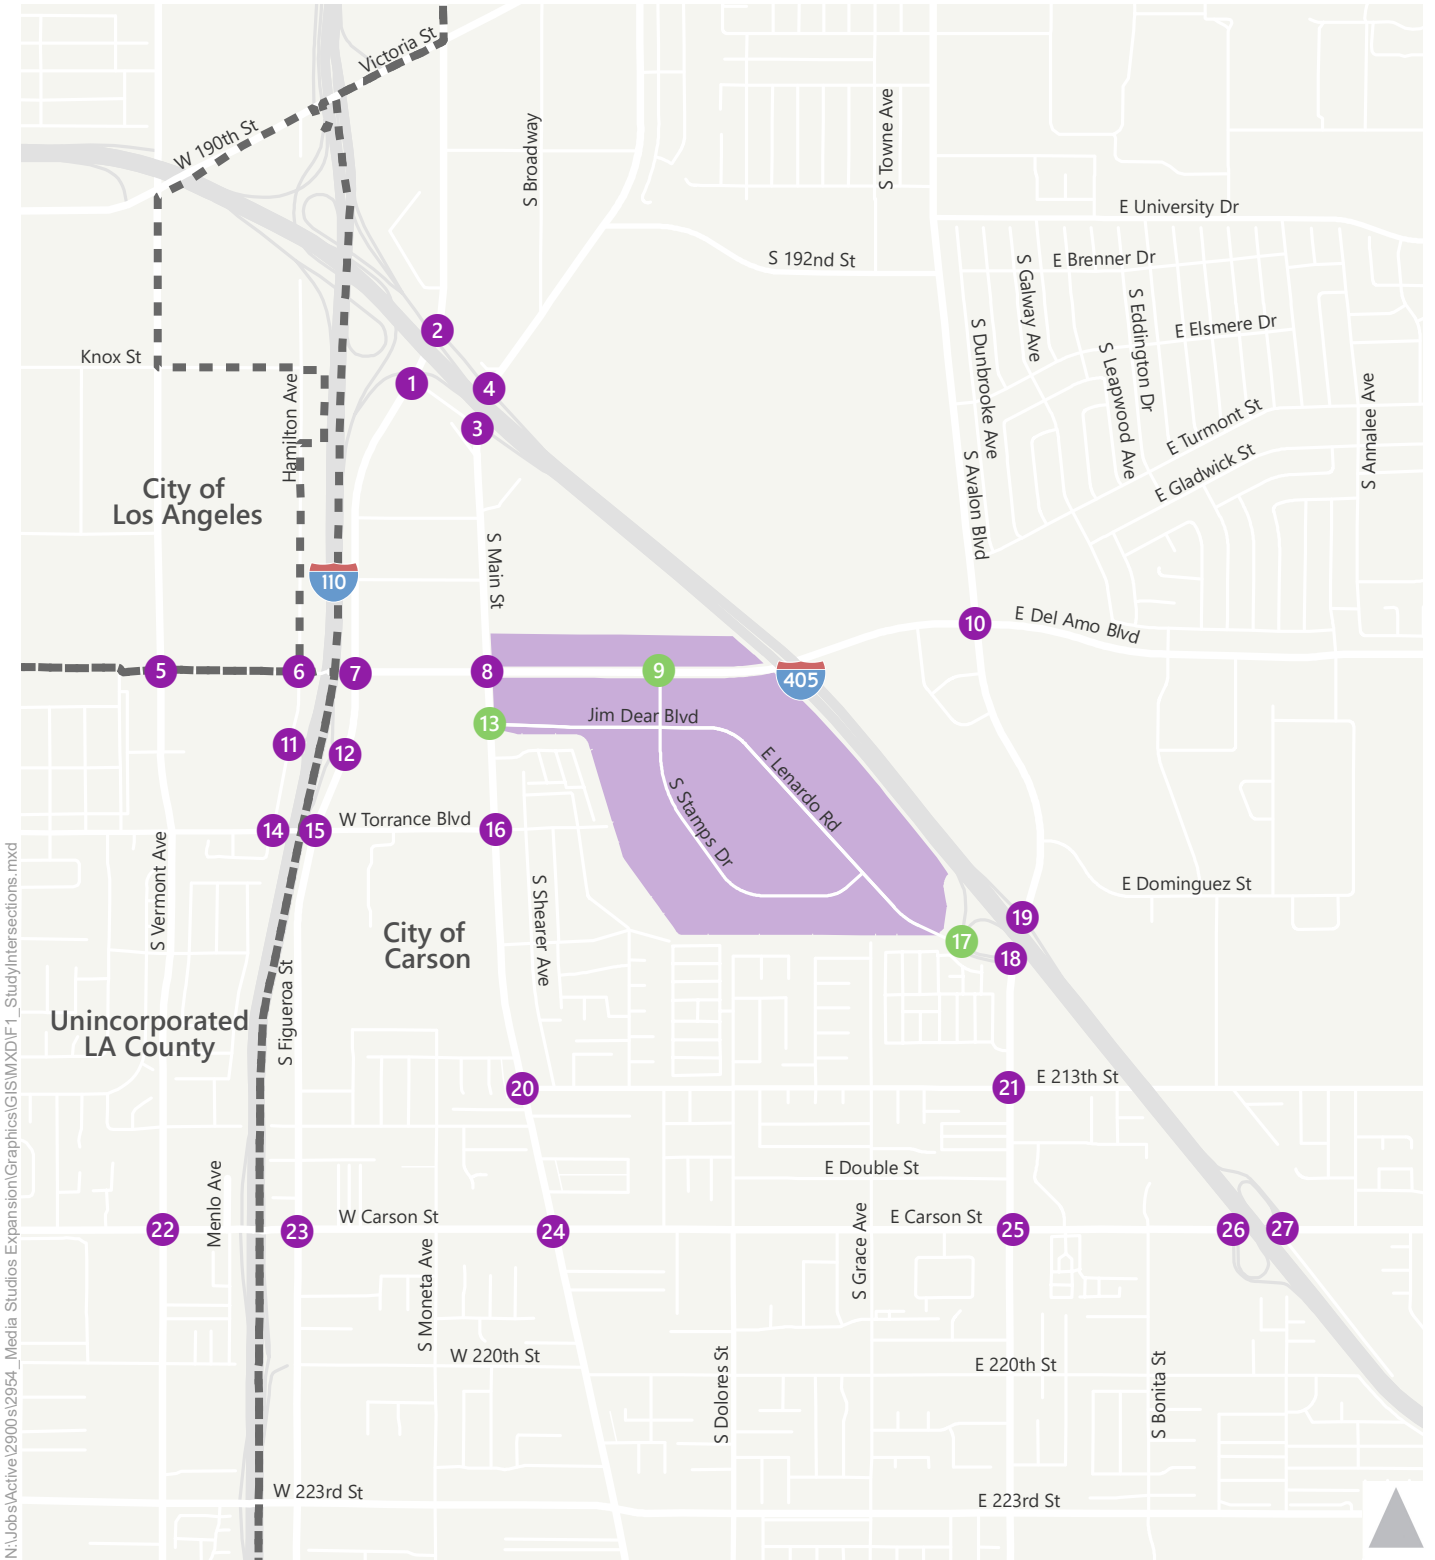 Victoria St
W 190th St
S Broadway
S Towne Ave
E University Dr
S 192nd St
E Brenner Dr
S Galway Ave
S Eddington Dr
E Elsmere Dr
S Dunbrooke Ave
S Leapwood Ave
2
Knox St
1
4
Hamilton Ave
S Annalee Ave
E Turmont St
3
E Gladwick St
S Avalon Blvd
City of
Los Angeles
S Main St
110
10
E Del Amo Blvd
5
6
7
8
9
405
13
Jim Dear Blvd
11
12
E Lenardo Rd
S Stamps Dr
14
15
W Torrance Blvd
16
S Vermont Ave
S Shearer Ave
E Dominguez St
19
City of
Carson
17
18
S Figueroa St
Unincorporated
LA County
20
21
E 213th St
E Double St
Menlo Ave
22
23
W Carson St
24
S Grace Ave
E Carson St
25
26
27
S Moneta Ave
W 220th St
E 220th St
S Dolores St
S Bonita St
W 223rd St
E 223rd St
N:\Jobs\Active\2900s\2954_Media Studios Expansion\Graphics\GIS\MXD\F1_StudyIntersections.mxd